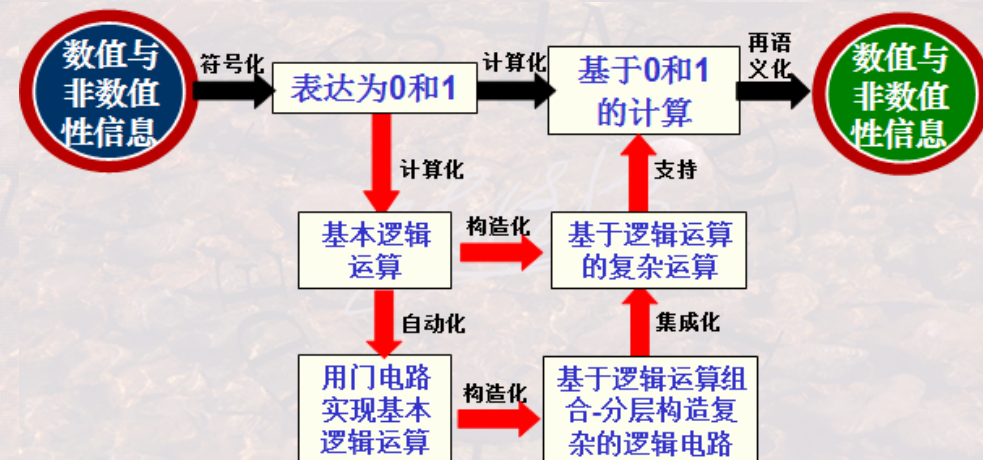 数值与
非数值
性信息
符号化
表达为0和1
计算化
基于0和1
的计算
再语
义化
数值与
非数值
性信息
计算化
支持
基本逻辑
运算
构造化
基于逻辑运算
的复杂运算
自动化
集成化
用门电路
实现基本
逻辑运算
构造化
基于逻辑运算组
合-分层构造复
杂的逻辑电路